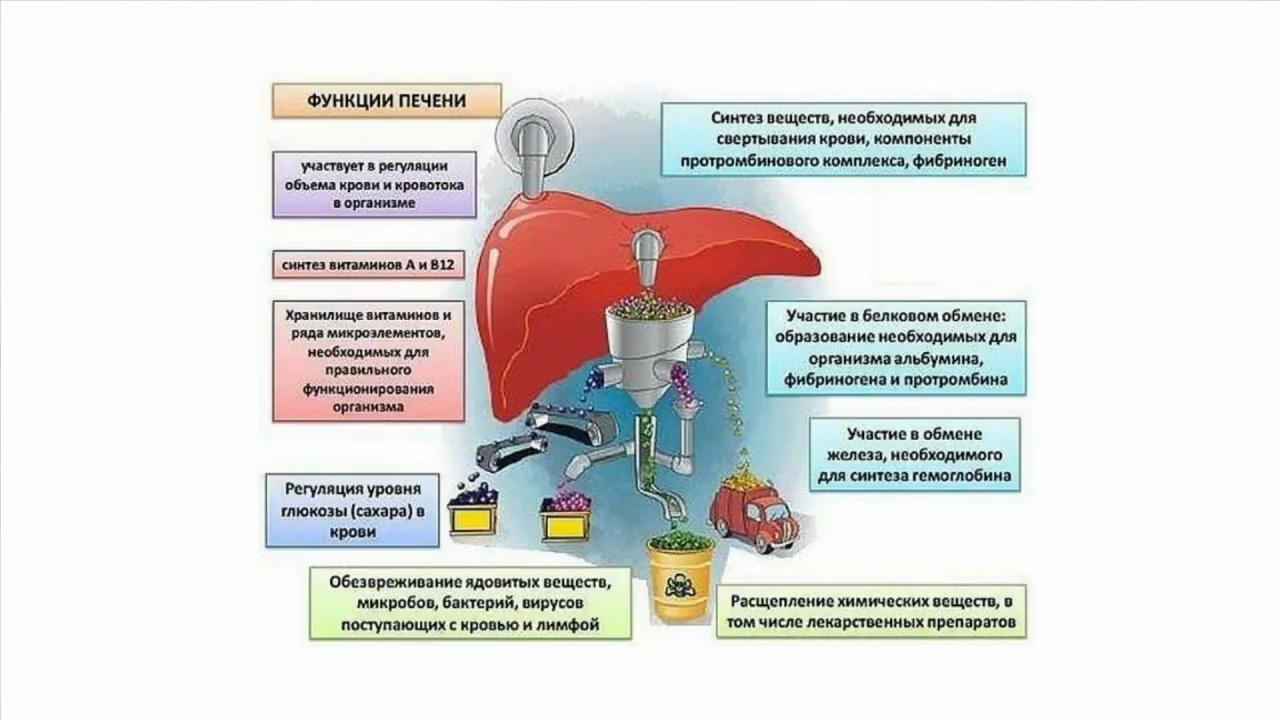 ФУНКЦИИ ПЕЧЕНИ
участвует в регуляции
объема крови и кровотока
в организме
синтез витаминов А и В12
Хранилище витаминов и
ряда микроэлементов,
необходимых для
правильного
функционирования
организма
Регуляция уровня
глюкозы (сахара) в
крови
Обезвреживание ядовитых веществ,
микробов, бактерий, вирусов
поступающих с кровью и лимфой
Синтез веществ, необходимых для
свертывания крови, компоненты
протромбинового комплекса, фибриноген
Участие в белковом обмене:
образование необходимых для
организма альбумина,
фибриногена и протромбина
Участие в обмене
железа, необходимого
для синтеза гемоглобина
Расщепление химических веществ, в
том числе лекарственных препаратов